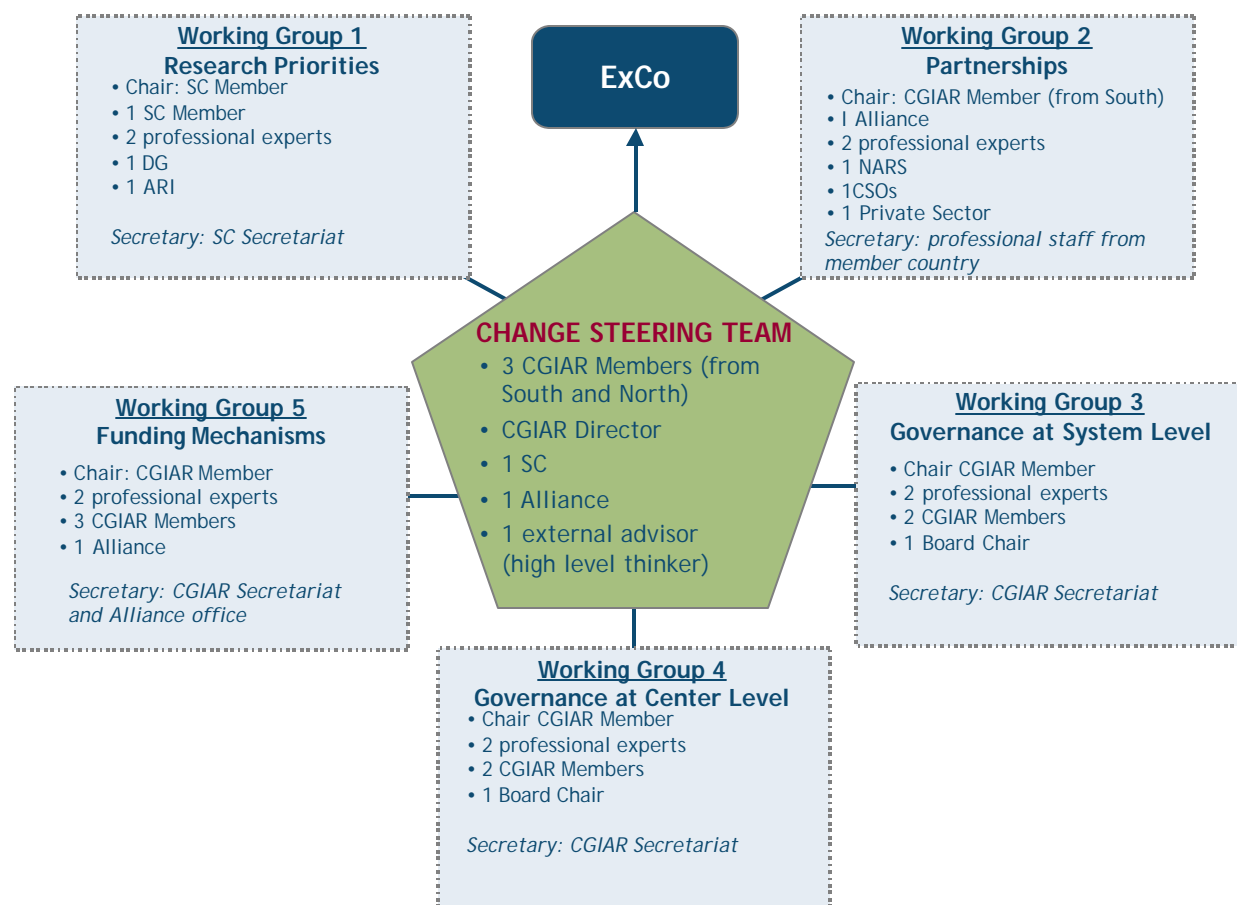 Working Group 1
Research Priorities
• Chair: SC Member
• 1 SC Member
• 2 professional experts
• 1 DG
• 1 ARI
Secretary: SC Secretariat
ExCo
Working Group 2
Partnerships
• Chair: CGIAR Member (from South)
• I Alliance
• 2 professional experts
• 1 NARS
• 1CSOs
• 1 Private Sector
Secretary: professional staff from
member country
CHANGE STEERING TEAM
• 3 CGIAR Members (from
South and North)
• CGIAR Director
• 1 SC
• 1 Alliance
• 1 external advisor
(high level thinker)
Working Group 5
Funding Mechanisms
• Chair: CGIAR Member
• 2 professional experts
• 3 CGIAR Members
• 1 Alliance
Secretary: CGIAR Secretariat
and Alliance office
Working Group 3
Governance at System Level
• Chair CGIAR Member
• 2 professional experts
• 2 CGIAR Members
• 1 Board Chair
Secretary: CGIAR Secretariat
Working Group 4
Governance at Center Level
• Chair CGIAR Member
• 2 professional experts
• 2 CGIAR Members
• 1 Board Chair
Secretary: CGIAR Secretariat